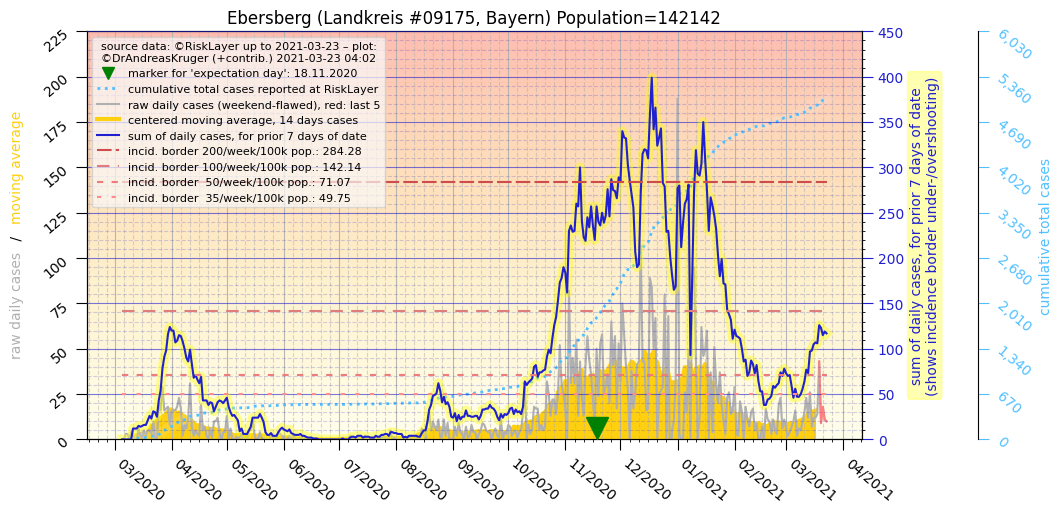 Ebersberg (Landkreis #09175, Bayern) Population=142142
source data: ©RiskLayer up to 2021-03-23 – plot:
©DrAndreasKruger (+contrib.) 2021-03-23 04:02
marker for 'expectation day': 18.11.2020
cumulative total cases reported at RiskLayer
raw daily cases (weekend-flawed), red: last 5
centered moving average, 14 days cases
sum of daily cases, for prior 7 days of date
incid. border 200/week/100k pop.: 284.28
incid. border 100/week/100k pop.: 142.14
incid. border  50/week/100k pop.: 71.07
incid. border  35/week/100k pop.: 49.75
raw daily cases / moving average
225
200
175
150
125
100
75
50
25
0
03/2020
04/2020
05/2020
06/2020
07/2020
08/2020
09/2020
10/2020
11/2020
12/2020
01/2021
02/2021
03/2021
04/2021
450
400
350
300
250
200
150
100
50
0
sum of daily cases, for prior 7 days of date
(shows incidence border under-/overshooting)
6,030
5,360
4,690
4,020
3,350
2,680
2,010
1,340
670
0
cumulative total cases